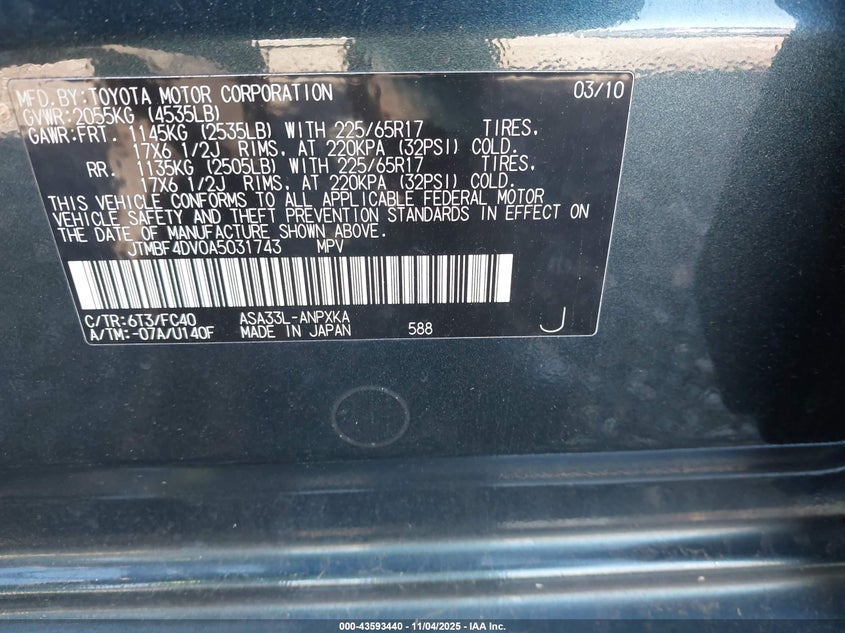 MFD.BY:TOYOTA MOTOR CORPORATION 03/10
GVWR:2055KG (4535LB)
GAWR:FRT. 1145KG (2535LB) WITH 225/65R17 TIRES,
17X6 1/2J RIMS, AT 220KPA (32PSI) COLD.
RR. 1135KG (2505LB) WITH 225/65R17 TIRES,
17X6 1/2J RIMS, AT 220KPA (32PSI) COLD.
THIS VEHICLE CONFORMS TO ALL APPLICABLE FEDERAL MOTOR
VEHICLE SAFETY AND THEFT PREVENTION STANDARDS IN EFFECT ON
THE DATE OF MANUFACTURE SHOWN ABOVE.
JTMBF4DV0A5031743 MPV
C/TR:6T3/FC40 ASA33L-ANPXKA
A/TM:-07A/U140F MADE IN JAPAN 588 J
000-43593440 - 11/04/2025 - IAA Inc.